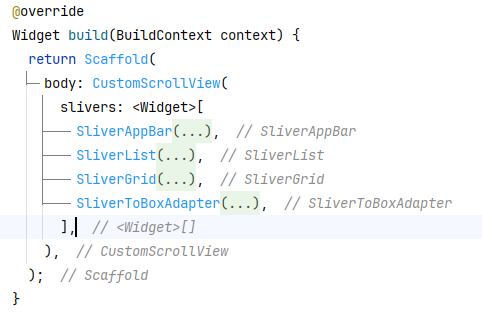 @override
Widget build(BuildContext context) {
return Scaffold(
body: CustomScrollView(
slivers: <Widget>[
SliverAppBar(...), // SliverAppBar
SliverList(...), // SliverList
SliverGrid(...), // SliverGrid
SliverToBoxAdapter(...), // SliverToBoxAdapter
], // <Widget>[]
), // CustomScrollView
); // Scaffold
}